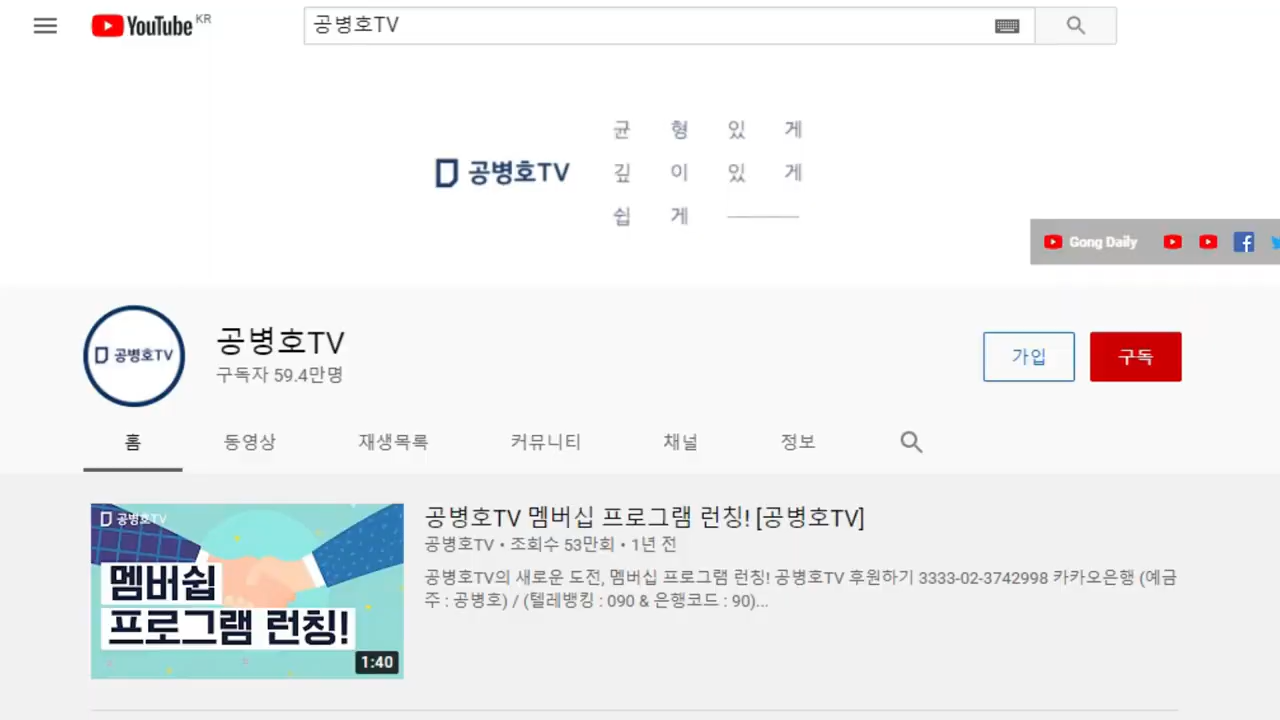 YouTube KR
공병호TV
균 형 있 게
공병호TV
깊 이 있 게
쉽 게
Gong Daily
공병호TV
공병호TV
구독자 59.4만명
가입
구독
홈
동영상
재생목록
커뮤니티
채널
정보
공병호TV
멤버쉽
프로그램 런칭!
1:40
공병호TV 멤버십 프로그램 런칭! [공병호TV]
공병호TV • 조회수 53만회 • 1년 전
공병호TV의 새로운 도전, 멤버십 프로그램 런칭! 공병호TV 후원하기 3333-02-3742998 카카오은행 (예금
주 : 공병호) / (텔레뱅킹 : 090 & 은행코드 : 90)...